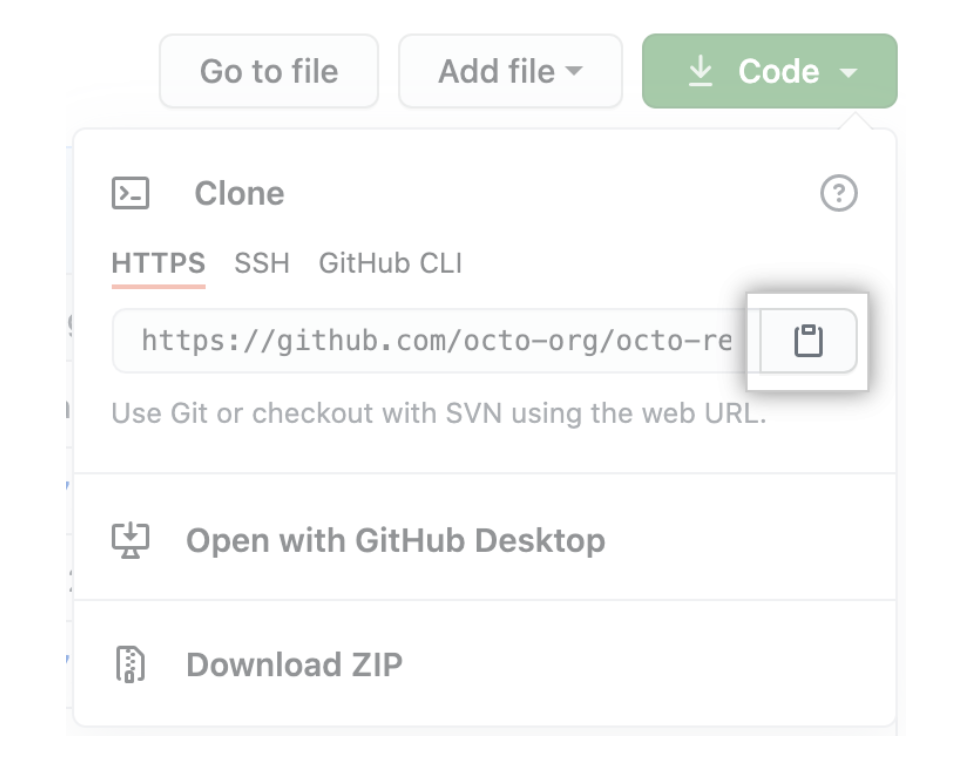 Go to file
Add file
Code
Clone
HTTPS SSH GitHub CLI
https://github.com/octo-org/octo-re
Use Git or checkout with SVN using the web URL.
Open with GitHub Desktop
Download ZIP